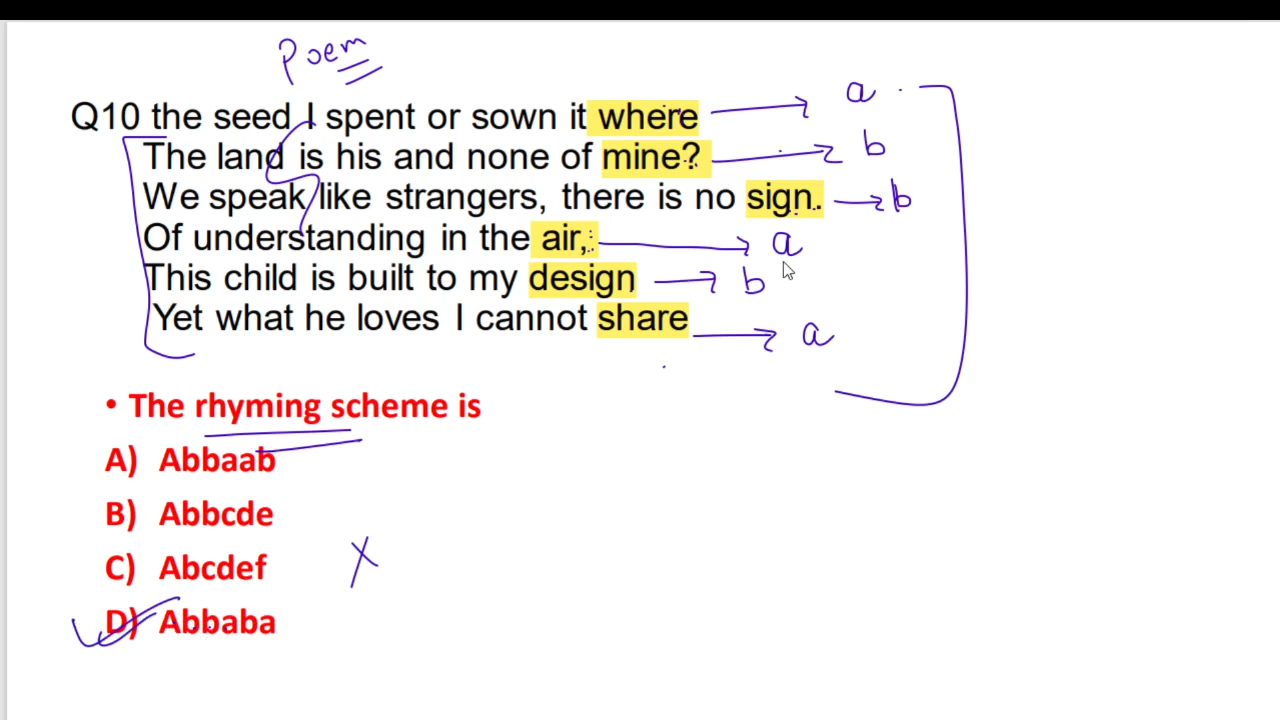 Poem
Q10 the seed I spent or sown it where → a
The land is his and none of mine? → b
We speak like strangers, there is no sign. → b
Of understanding in the air, → a
This child is built to my design → b
Yet what he loves I cannot share → a
• The rhyming scheme is
A) Abbaab
B) Abbcde
C) Abcdef
D) Abbaba